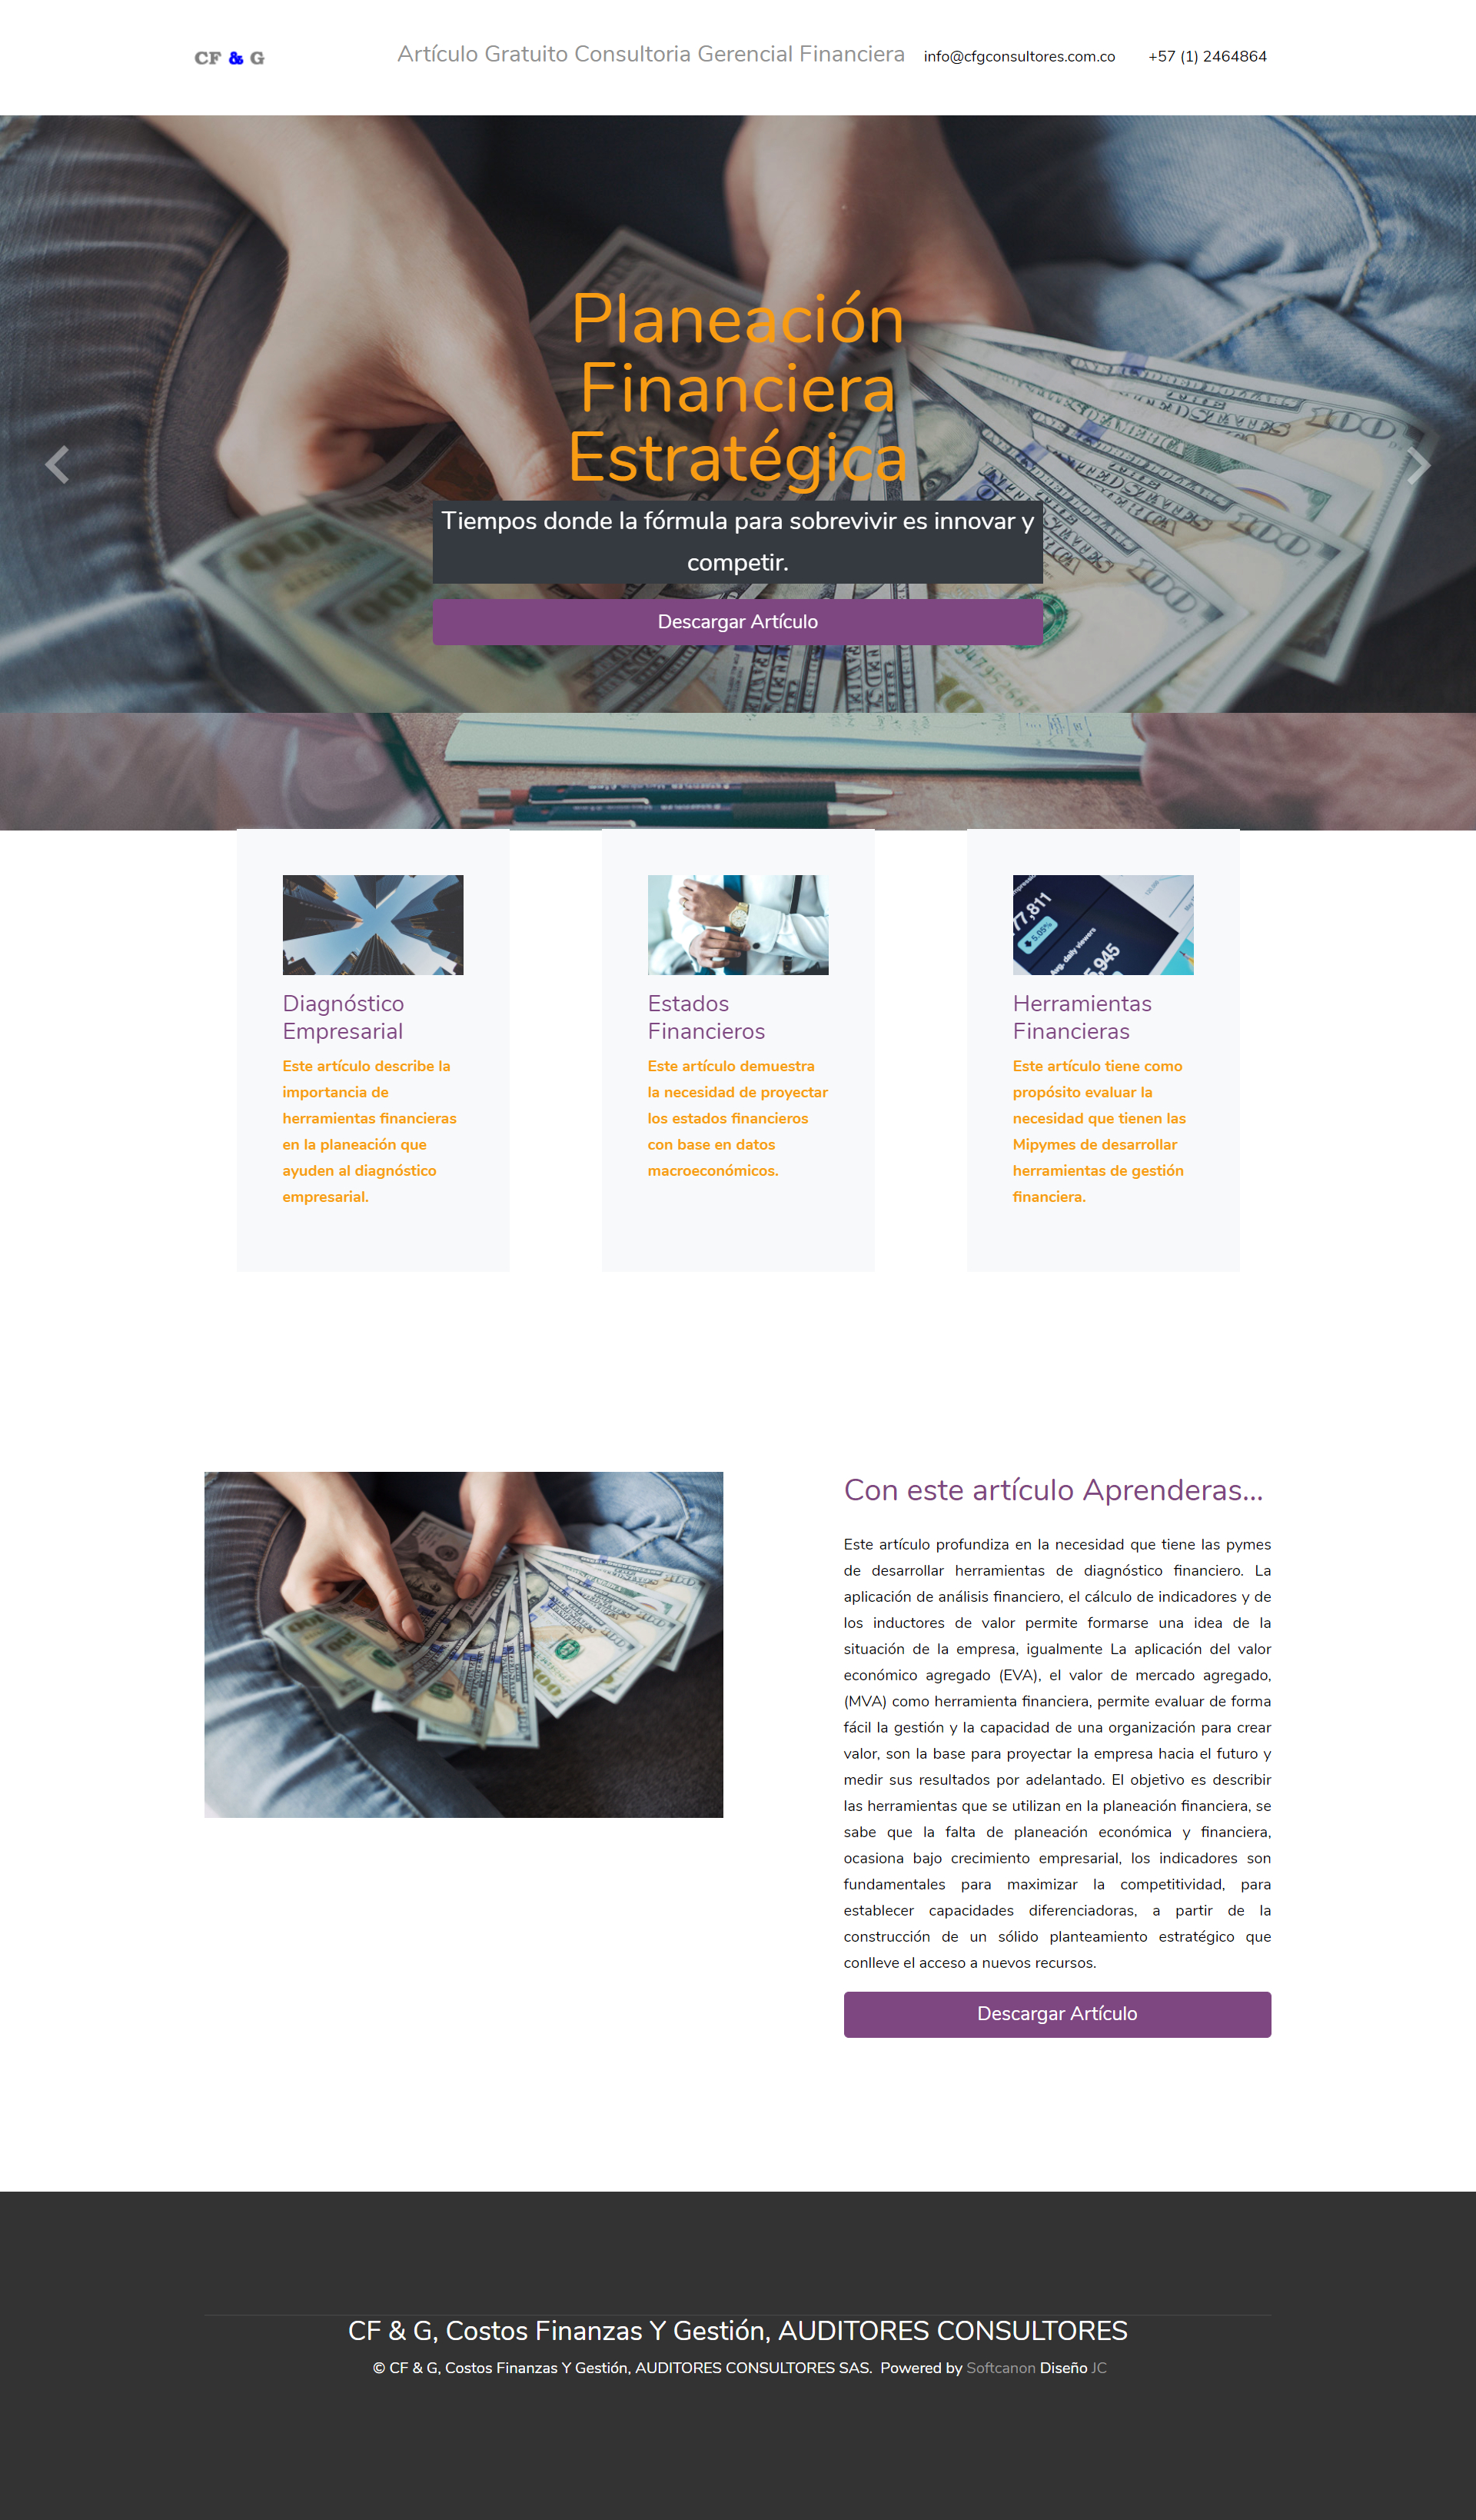 CF & G
Artículo Gratuito Consultoria Gerencial Financiera
info@cfgconsultores.com.co
+57 (1) 2464864
Planeación
Financiera
Estratégica
Tiempos donde la fórmula para sobrevivir es innovar y
competir.
Descargar Artículo
Diagnóstico
Empresarial
Este artículo describe la
importancia de
herramientas financieras
en la planeación que
ayuden al diagnóstico
empresarial.
Estados
Financieros
Este artículo demuestra
la necesidad de proyectar
los estados financieros
con base en datos
macroeconómicos.
77,811
5.05%
Avg. daily viewers
5,945
Herramientas
Financieras
Este artículo tiene como
propósito evaluar la
necesidad que tienen las
Mipymes de desarrollar
herramientas de gestión
financiera.
Con este artículo Aprenderas...
Este artículo profundiza en la necesidad que tiene las pymes
de desarrollar herramientas de diagnóstico financiero. La
aplicación de análisis financiero, el cálculo de indicadores y de
los inductores de valor permite formarse una idea de la
situación de la empresa, igualmente La aplicación del valor
económico agregado (EVA), el valor de mercado agregado,
(MVA) como herramienta financiera, permite evaluar de forma
fácil la gestión y la capacidad de una organización para crear
valor, son la base para proyectar la empresa hacia el futuro y
medir sus resultados por adelantado. El objetivo es describir
las herramientas que se utilizan en la planeación financiera, se
sabe que la falta de planeación económica y financiera,
ocasiona bajo crecimiento empresarial, los indicadores son
fundamentales para maximizar la competitividad, para
establecer capacidades diferenciadoras, a partir de la
construcción de un sólido planteamiento estratégico que
conlleve el acceso a nuevos recursos.
Descargar Artículo
CF & G, Costos Finanzas Y Gestión, AUDITORES CONSULTORES
© CF & G, Costos Finanzas Y Gestión, AUDITORES CONSULTORES SAS. Powered by Softcanon Diseño JC